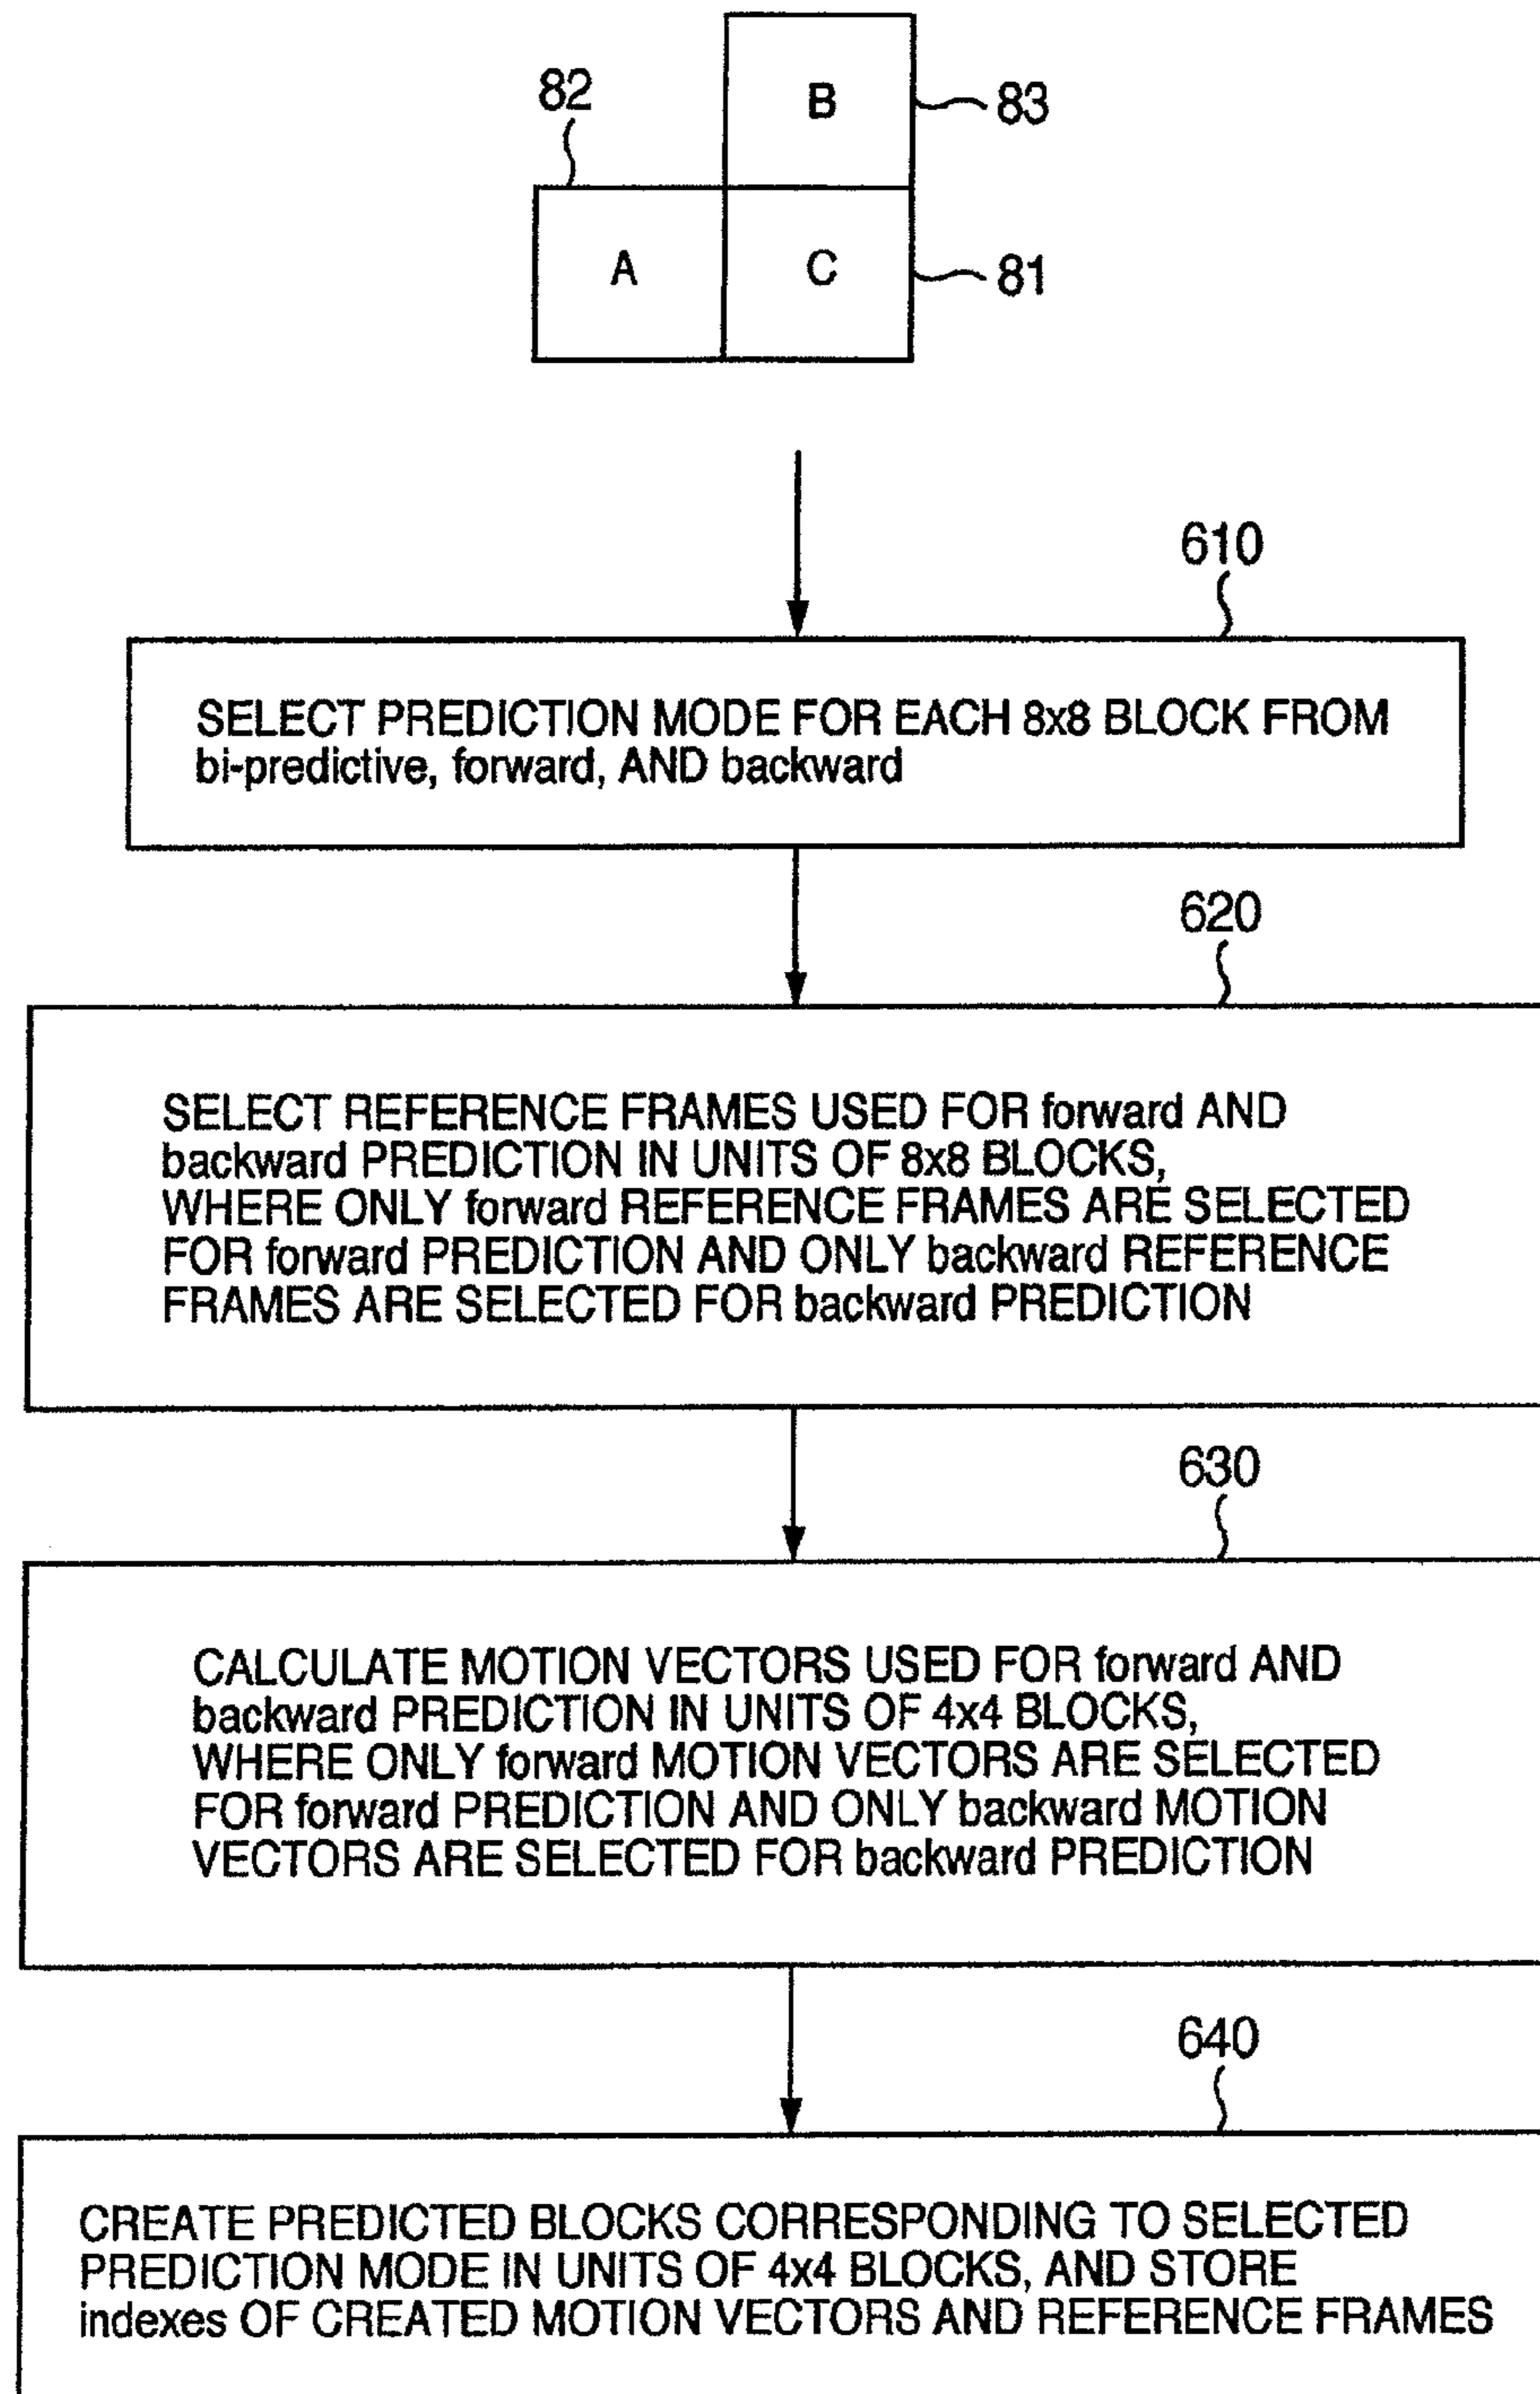 82
B
83
A
C
81
610
SELECT PREDICTION MODE FOR EACH 8x8 BLOCK FROM
bi-predictive, forward, AND backward
620
SELECT REFERENCE FRAMES USED FOR forward AND
backward PREDICTION IN UNITS OF 8x8 BLOCKS,
WHERE ONLY forward REFERENCE FRAMES ARE SELECTED
FOR forward PREDICTION AND ONLY backward REFERENCE
FRAMES ARE SELECTED FOR backward PREDICTION
630
CALCULATE MOTION VECTORS USED FOR forward AND
backward PREDICTION IN UNITS OF 4x4 BLOCKS,
WHERE ONLY forward MOTION VECTORS ARE SELECTED
FOR forward PREDICTION AND ONLY backward MOTION
VECTORS ARE SELECTED FOR backward PREDICTION
640
CREATE PREDICTED BLOCKS CORRESPONDING TO SELECTED
PREDICTION MODE IN UNITS OF 4x4 BLOCKS, AND STORE
indexes OF CREATED MOTION VECTORS AND REFERENCE FRAMES